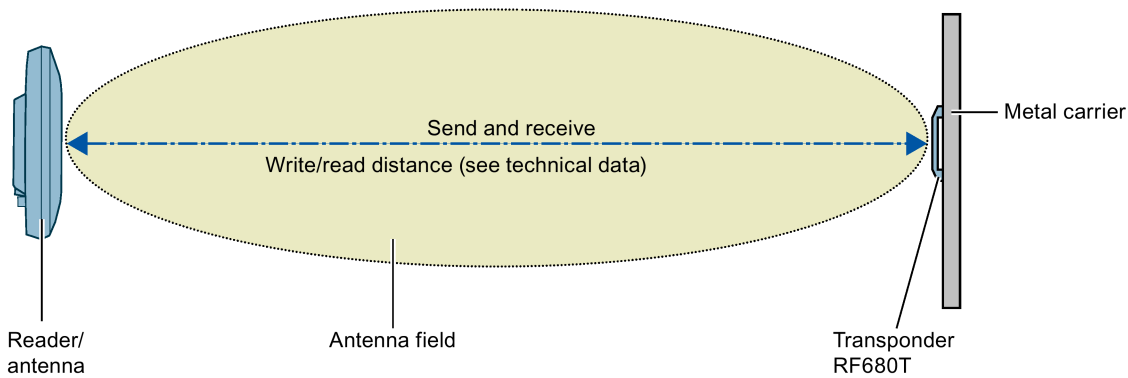 Send and receive
Write/read distance (see technical data)
Metal carrier
Reader/
antenna
Antenna field
Transponder
RF680T